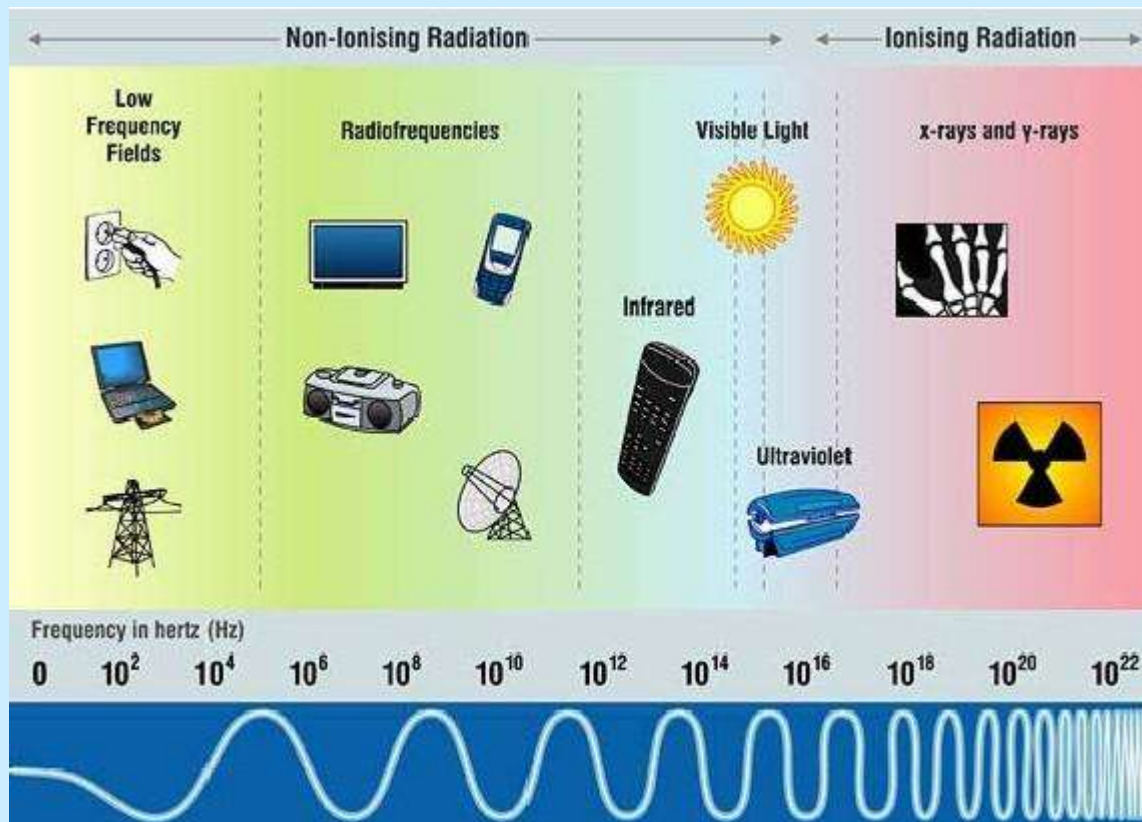 Non-Ionising Radiation
Ionising Radiation
Low
Frequency
Fields
Radiofrequencies
Visible Light
x-rays and y-rays
Infrared
Ultraviolet
Frequency in hertz (Hz)
0 10² 10⁴ 10⁶ 10⁸ 10¹⁰ 10¹² 10¹⁴ 10¹⁶ 10¹⁸ 10²⁰ 10²²